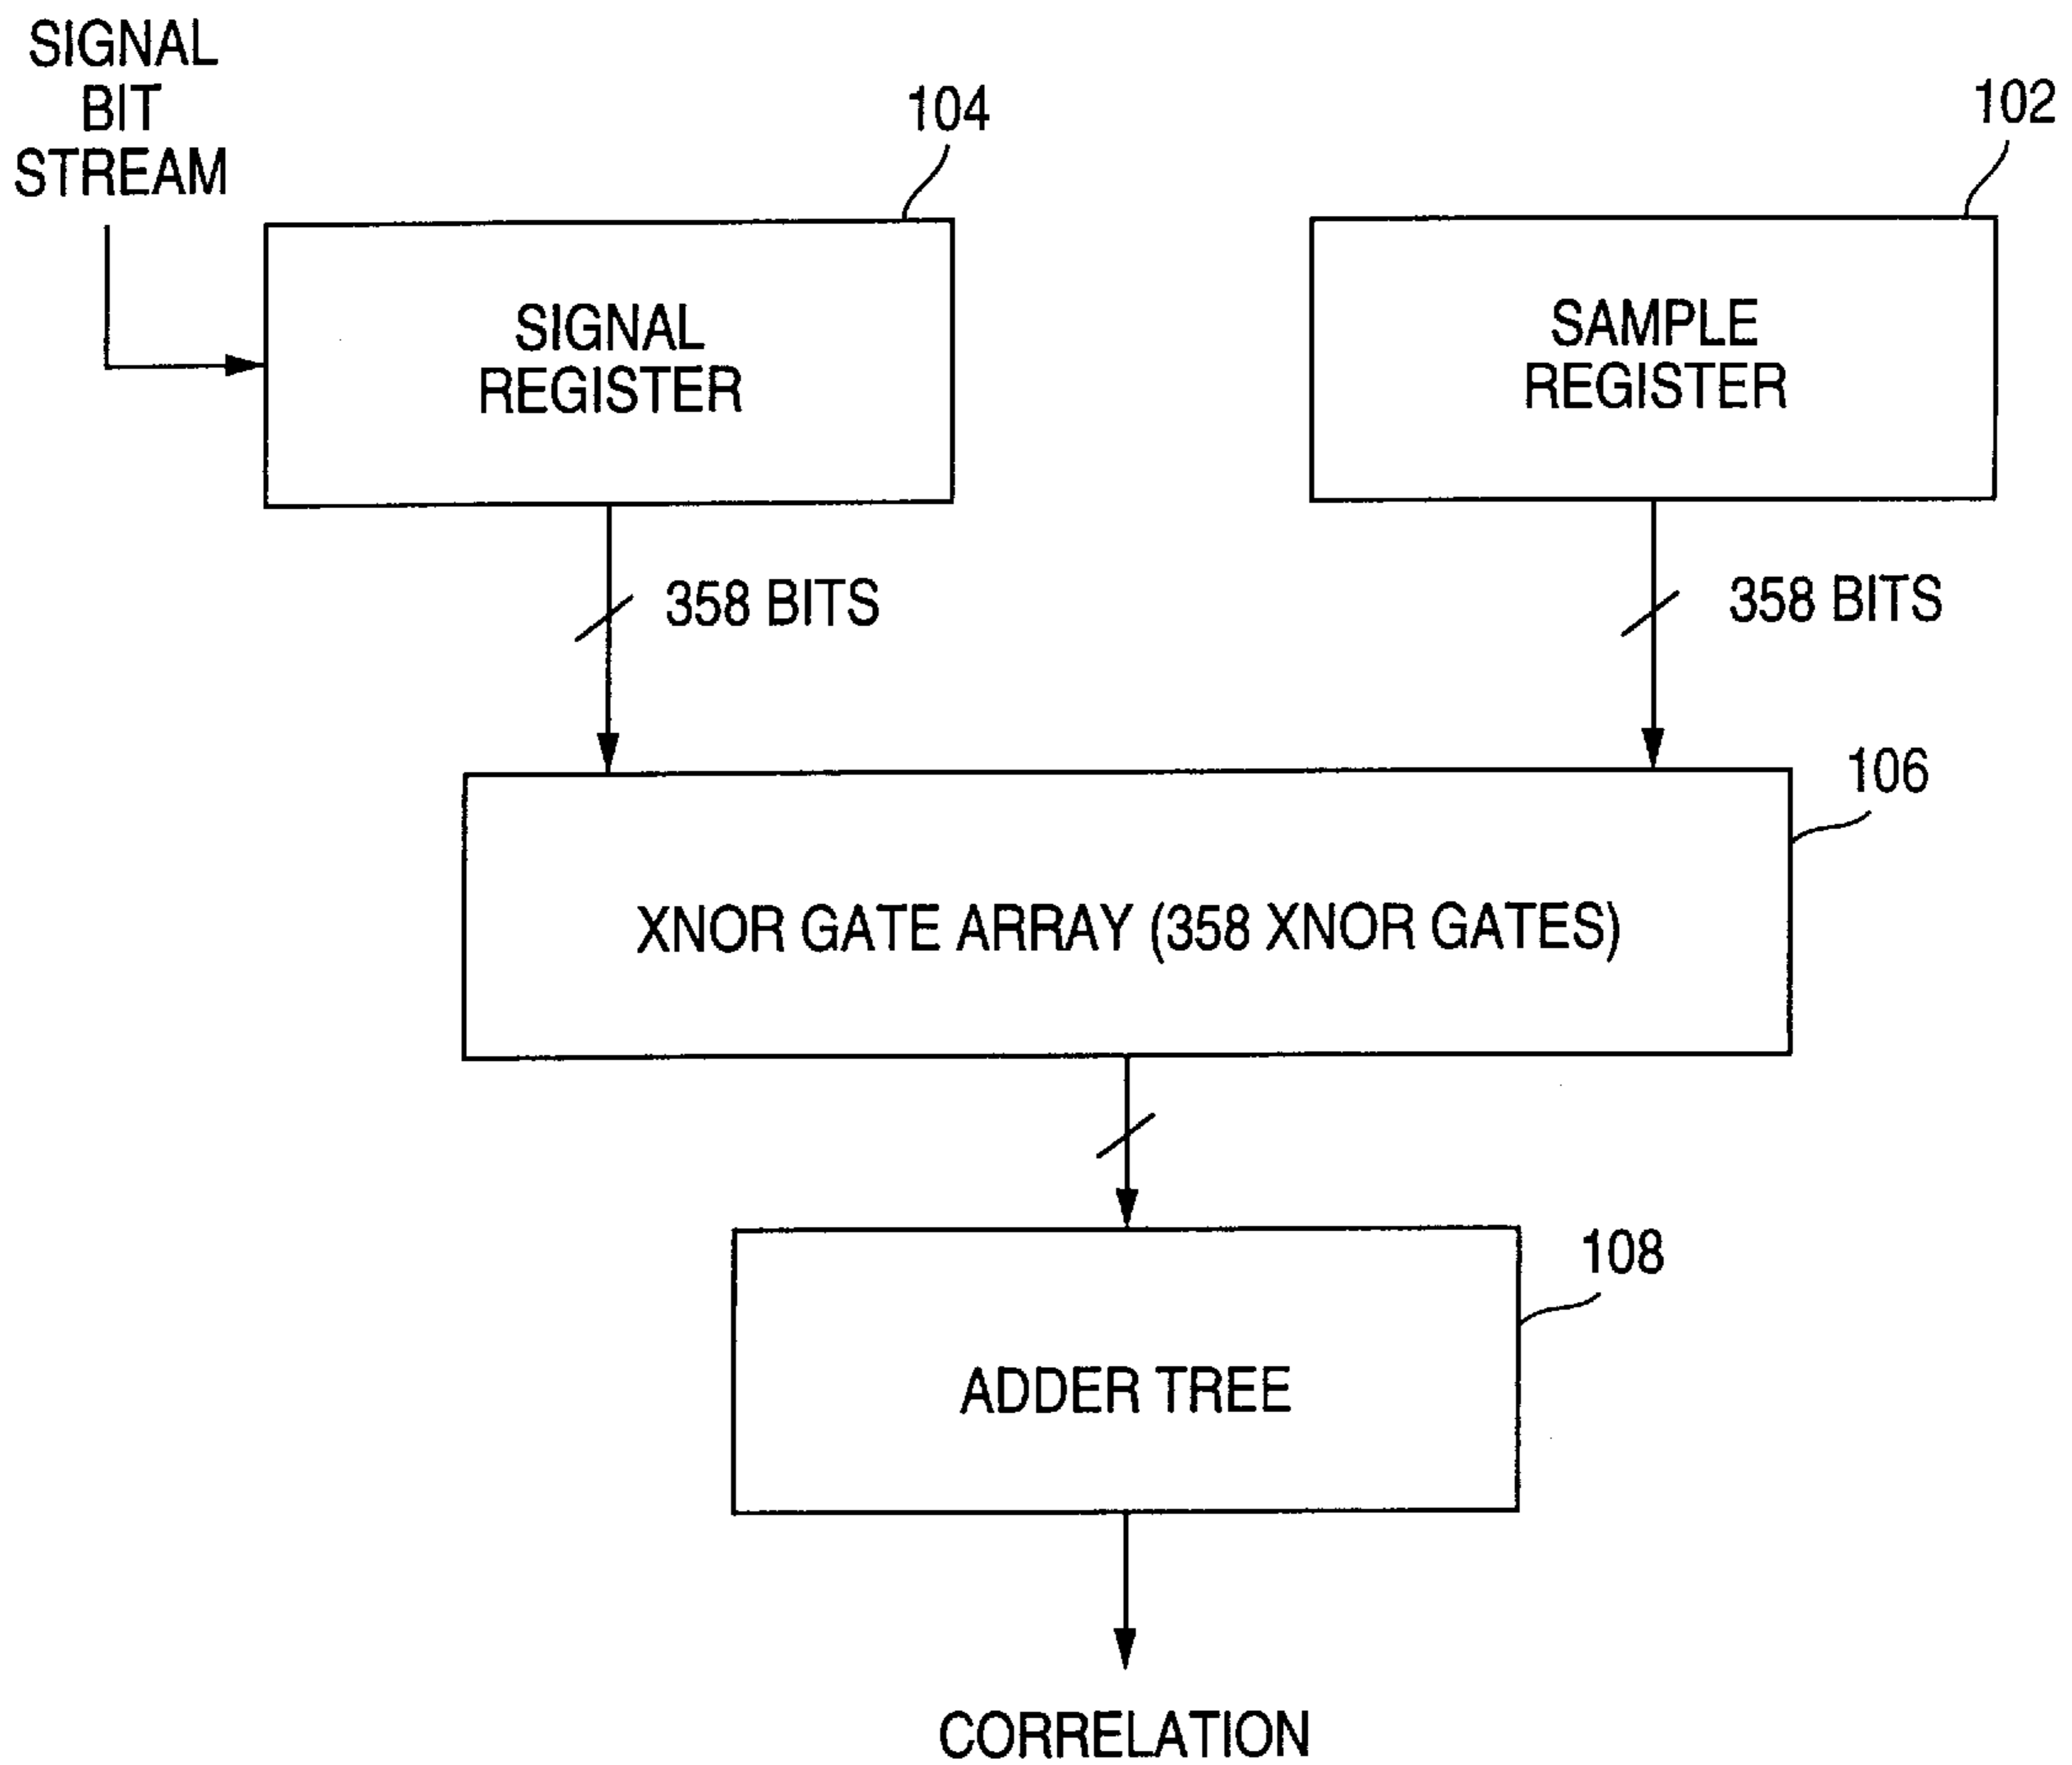 SIGNAL
BIT
STREAM
104
102
SIGNAL
REGISTER
SAMPLE
REGISTER
358 BITS
358 BITS
106
XNOR GATE ARRAY (358 XNOR GATES)
108
ADDER TREE
CORRELATION